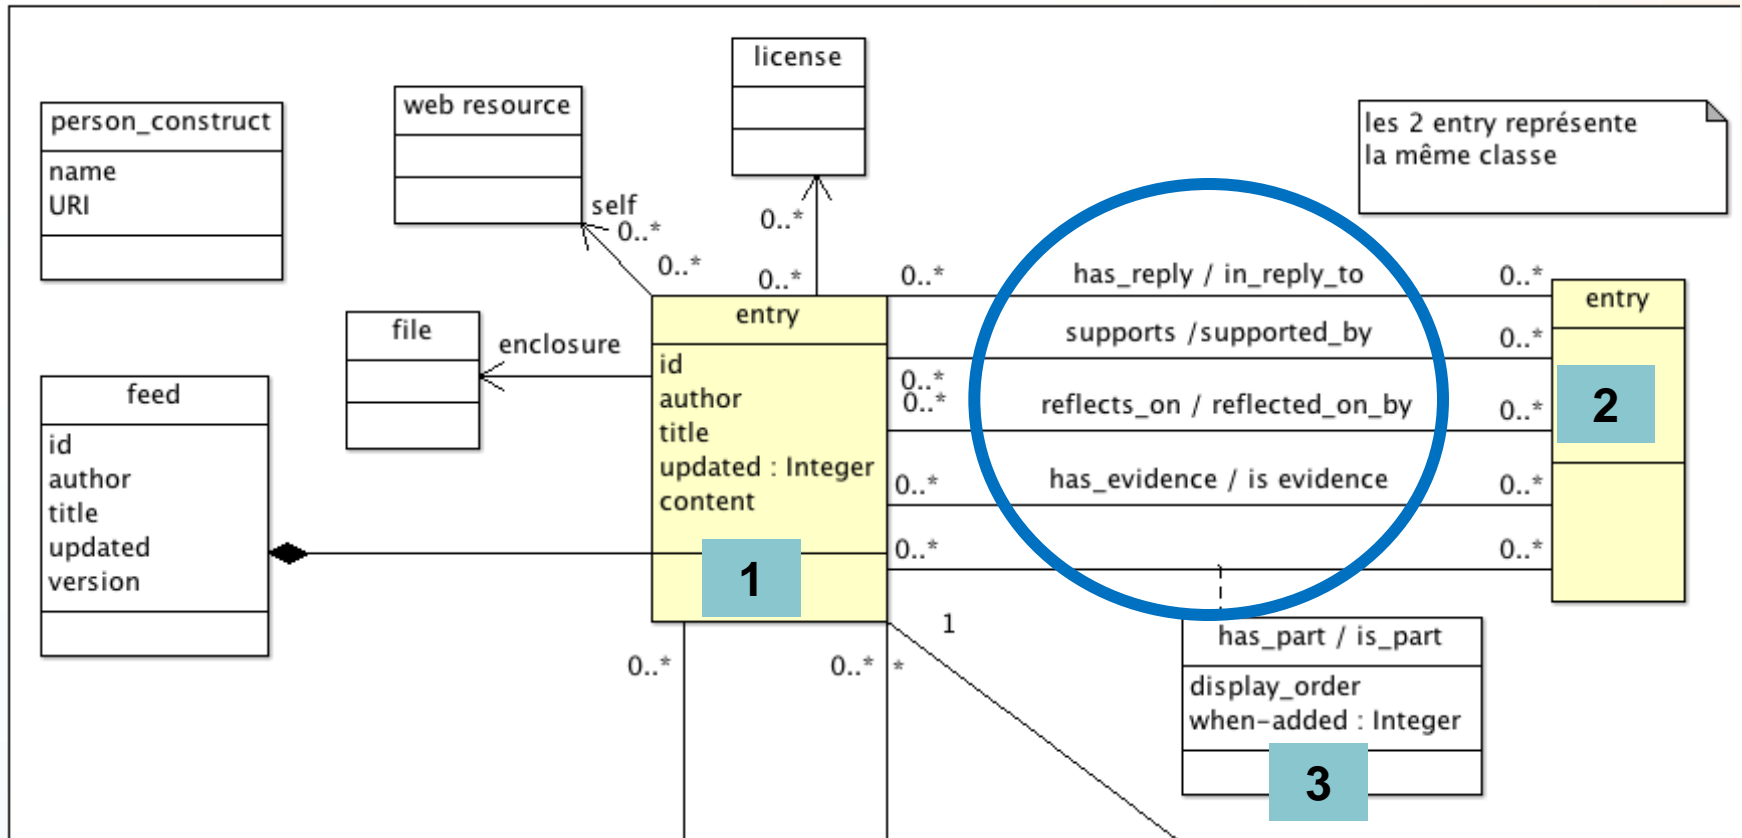 license
web resource
person_construct
name
URI
les 2 entry représente
la même classe
self
0..*
0..*
0..*
0..*
0..*
has_reply / in_reply_to
0..*
entry
entry
file
enclosure
supports /supported_by
0..*
id
author
title
updated : Integer
content
0..*
0..*
reflects_on / reflected_on_by
0..*
2
feed
id
author
title
updated
version
0..*
has_evidence / is evidence
0..*
0..*
0..*
1
1
0..*
0..*
*
has_part / is_part
display_order
when-added : Integer
3